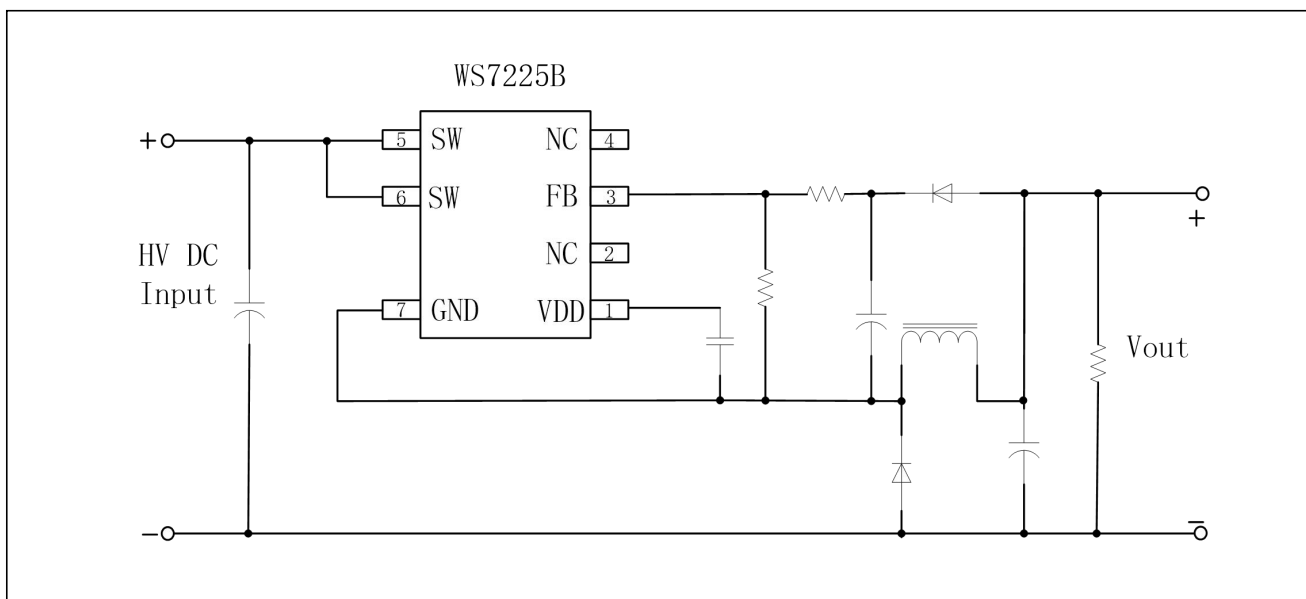 WS7225B
+
5 SW NC 4
6 SW FB 3
+
HV DC
Input
NC 2
7 GND VDD 1
Vout
-
-